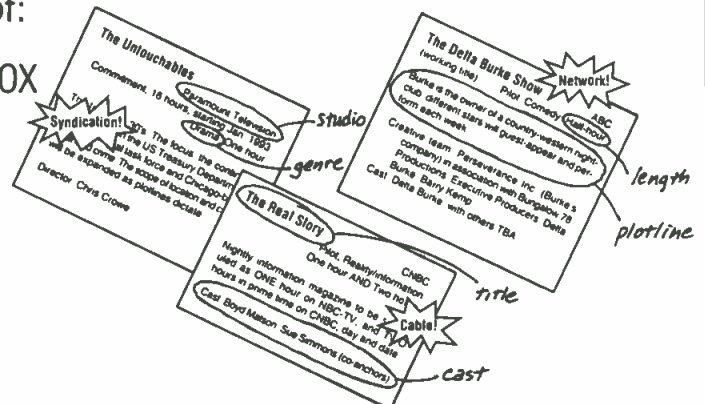 of:
OX
The Untouchables
Paramount Television
Commitment, 16 hours, starting Jan 1993
Drama One hour
Syndication!
the US Treasury
task force and Chicago-
crime The scope of location and
will be expanded as plotlines dictate
Director Chris Crowe
studio
genre
The Delta Burke Show
(working title)
Pilot Comedy
ABC
Half-hour
Network!
Burke is the owner of a country-western night-
club different stars will guest-appear and per-
form each week
Creative team Perseverance Inc (Burke s
company) in association with Bungalow 78
Productions Executive Producers Delta
Burke Barry Kemp
Cast Delta Burke with others TBA
length
plotline
The Real Story
CNBC
Pilot, Reality/Information
One hour AND Two
Nightly information magazine to be
uled as ONE hour on NBC-TV, and
hours in prime time on CNBC, day and date
Cast Boyd Matson Sue Simmons (co-anchors)
Cable!
title
cast